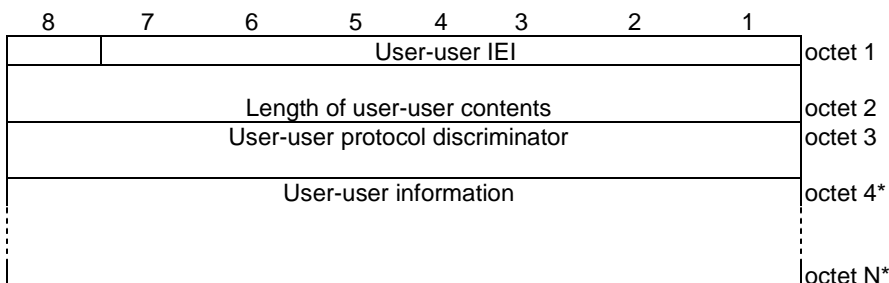 8 7 6 5 4 3 2 1
User-user IEI octet 1
Length of user-user contents octet 2
User-user protocol discriminator octet 3
User-user information octet 4*
octet N*